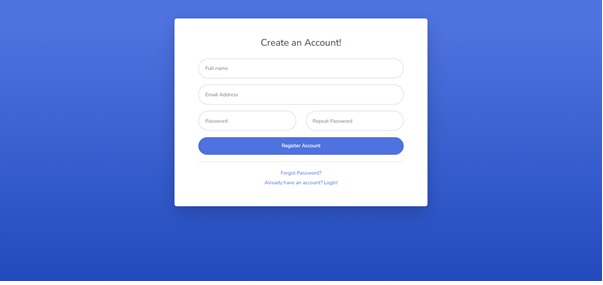 Create an Account!
Full name
Email Address
Password Repeat Password
Register Account
Forgot Password?
Already have an account? Login!